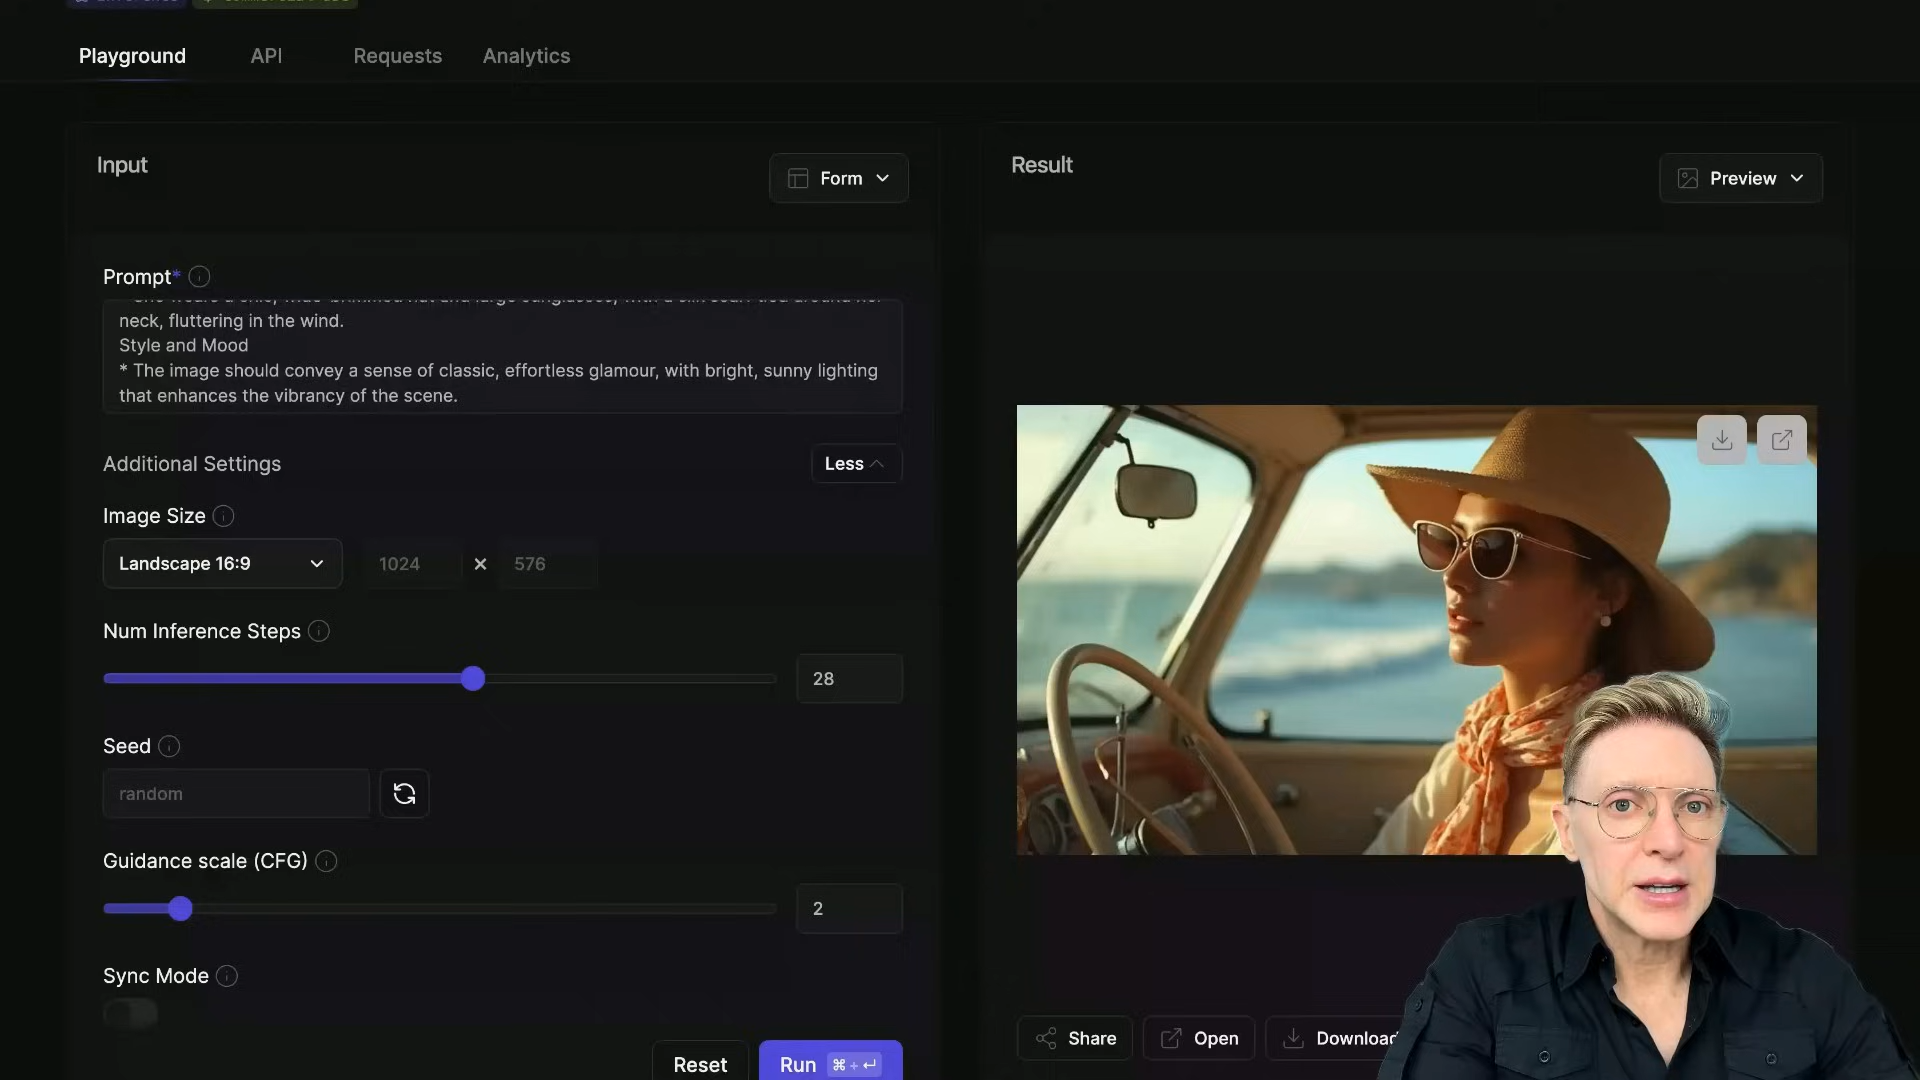 Playground
API
Requests
Analytics
Input
Form
Result
Preview
Prompt*
neck, fluttering in the wind.
Style and Mood
* The image should convey a sense of classic, effortless glamour, with bright, sunny lighting
that enhances the vibrancy of the scene.
Additional Settings
Less
Image Size
Landscape 16:9
1024
×
576
Num Inference Steps
28
Seed
random
Guidance scale (CFG)
2
Sync Mode
Reset
Run ⌘+↵
Share
Open
Download